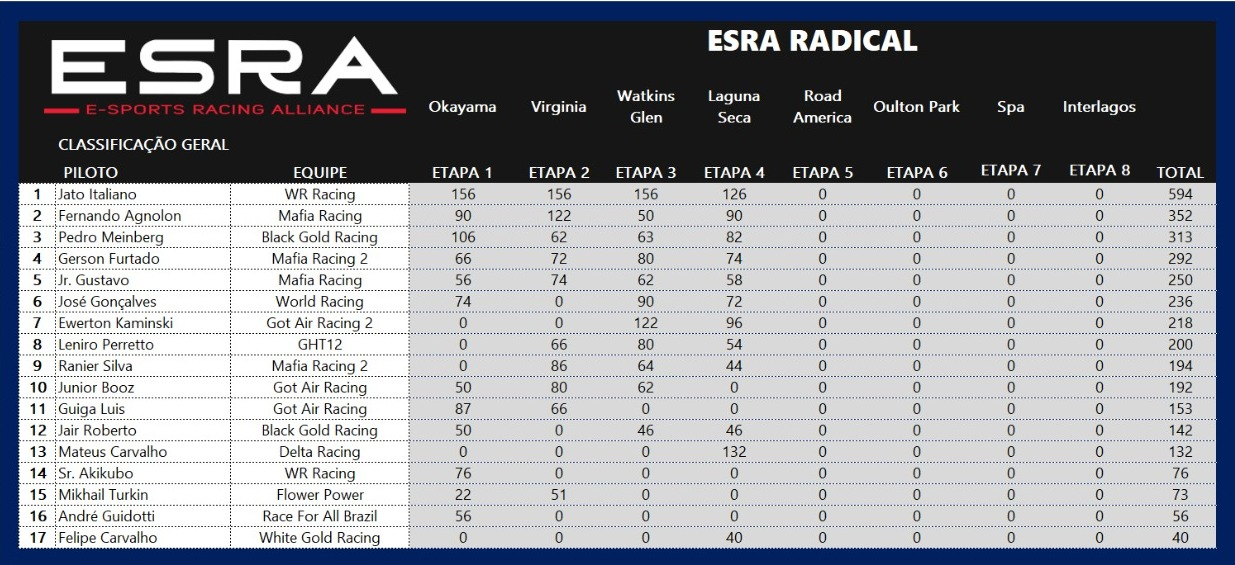 ESRA RADICAL
ESRA
E-SPORTS RACING ALLIANCE
Okayama Virginia Watkins Glen Laguna Seca Road America Oulton Park Spa Interlagos
CLASSIFICAÇÃO GERAL
PILOTO EQUIPE ETAPA 1 ETAPA 2 ETAPA 3 ETAPA 4 ETAPA 5 ETAPA 6 ETAPA 7 ETAPA 8 TOTAL
1 Jato Italiano WR Racing 156 156 156 126 0 0 0 0 594
2 Fernando Agnolon Mafia Racing 90 122 50 90 0 0 0 0 352
3 Pedro Meinberg Black Gold Racing 106 62 63 82 0 0 0 0 313
4 Gerson Furtado Mafia Racing 2 66 72 80 74 0 0 0 0 292
5 Jr. Gustavo Mafia Racing 56 74 62 58 0 0 0 0 250
6 José Gonçalves World Racing 74 0 90 72 0 0 0 0 236
7 Ewerton Kaminski Got Air Racing 2 0 0 122 96 0 0 0 0 218
8 Leniro Perretto GHT12 0 66 80 54 0 0 0 0 200
9 Ranier Silva Mafia Racing 2 0 86 64 44 0 0 0 0 194
10 Junior Booz Got Air Racing 50 80 62 0 0 0 0 0 192
11 Guiga Luis Got Air Racing 87 66 0 0 0 0 0 0 153
12 Jair Roberto Black Gold Racing 50 0 46 46 0 0 0 0 142
13 Mateus Carvalho Delta Racing 0 0 0 132 0 0 0 0 132
14 Sr. Akikubo WR Racing 76 0 0 0 0 0 0 0 76
15 Mikhail Turkin Flower Power 22 51 0 0 0 0 0 0 73
16 André Guidotti Race For All Brazil 56 0 0 0 0 0 0 0 56
17 Felipe Carvalho White Gold Racing 0 0 0 40 0 0 0 0 40